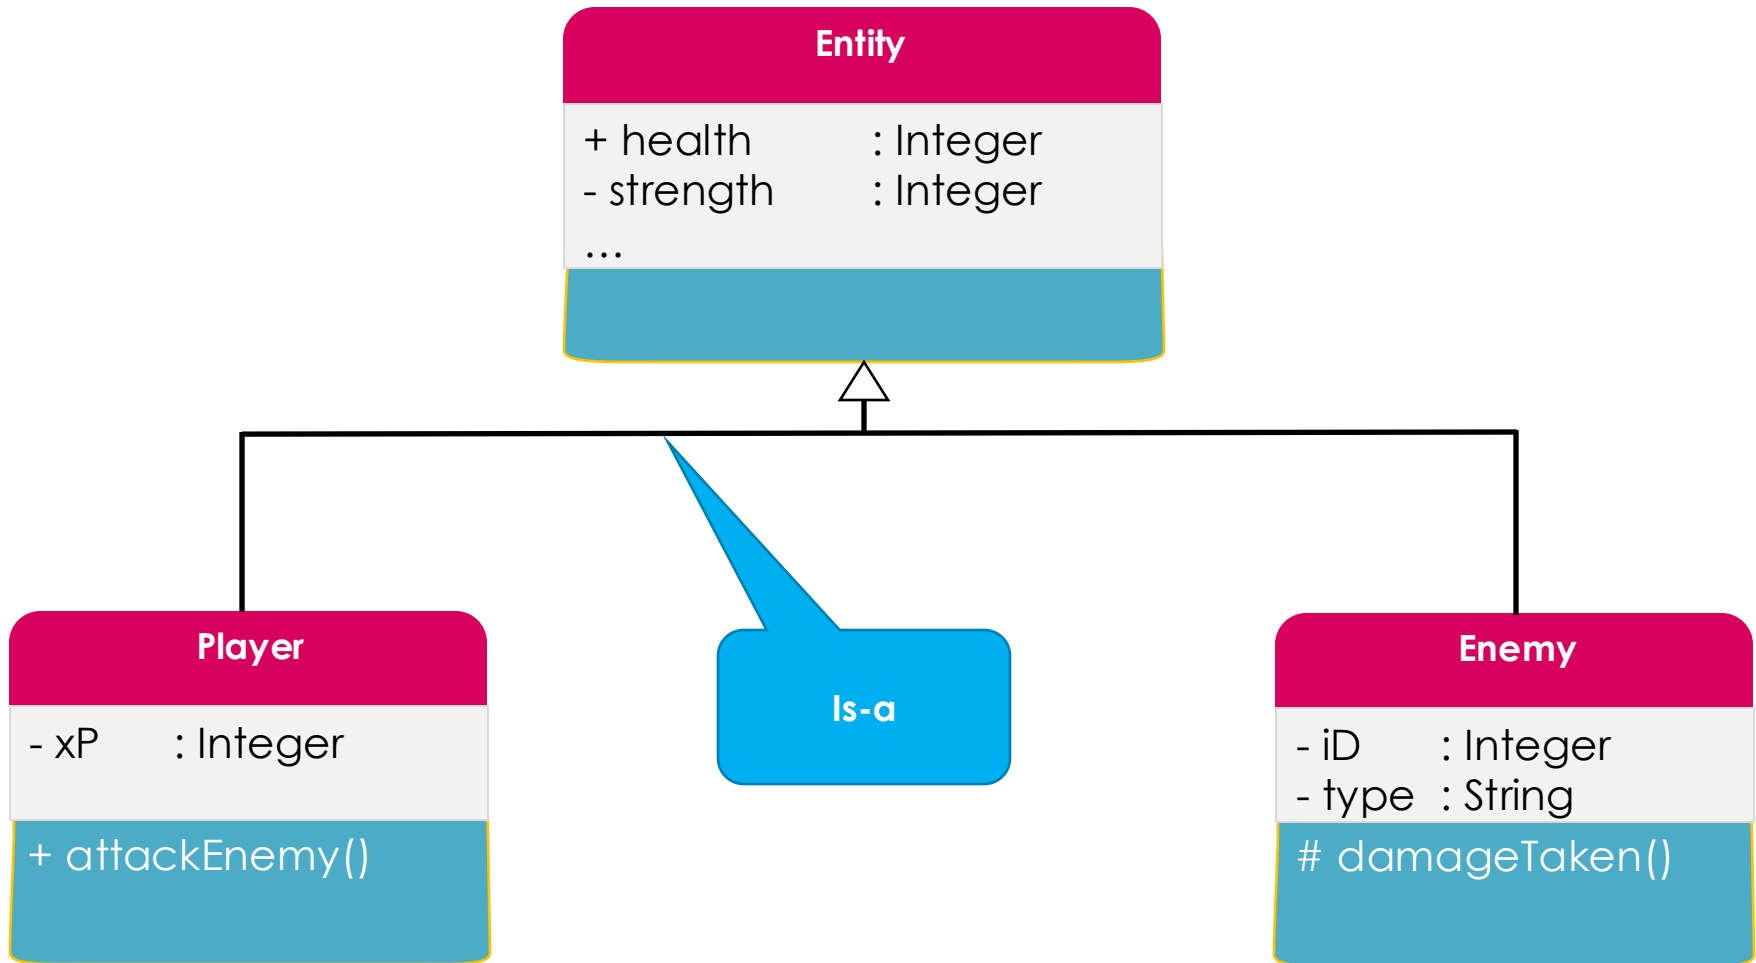 Entity
+ health : Integer
- strength : Integer
...
Player
- xP : Integer
+ attackEnemy()
Is-a
Enemy
- iD : Integer
- type : String
# damageTaken()